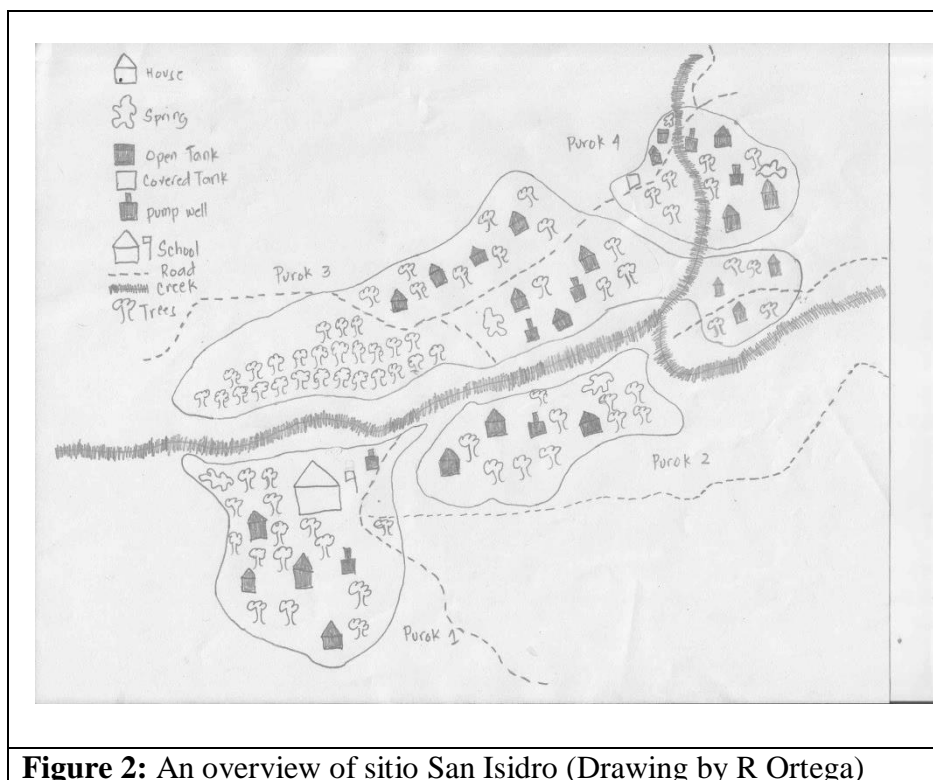 House
Spring
Open Tank
Covered Tank
pump well
School
Road
Creek
Trees
Purok 4
Purok 3
Purok 2
Purok 1
Figure 2: An overview of sitio San Isidro (Drawing by R Ortega)